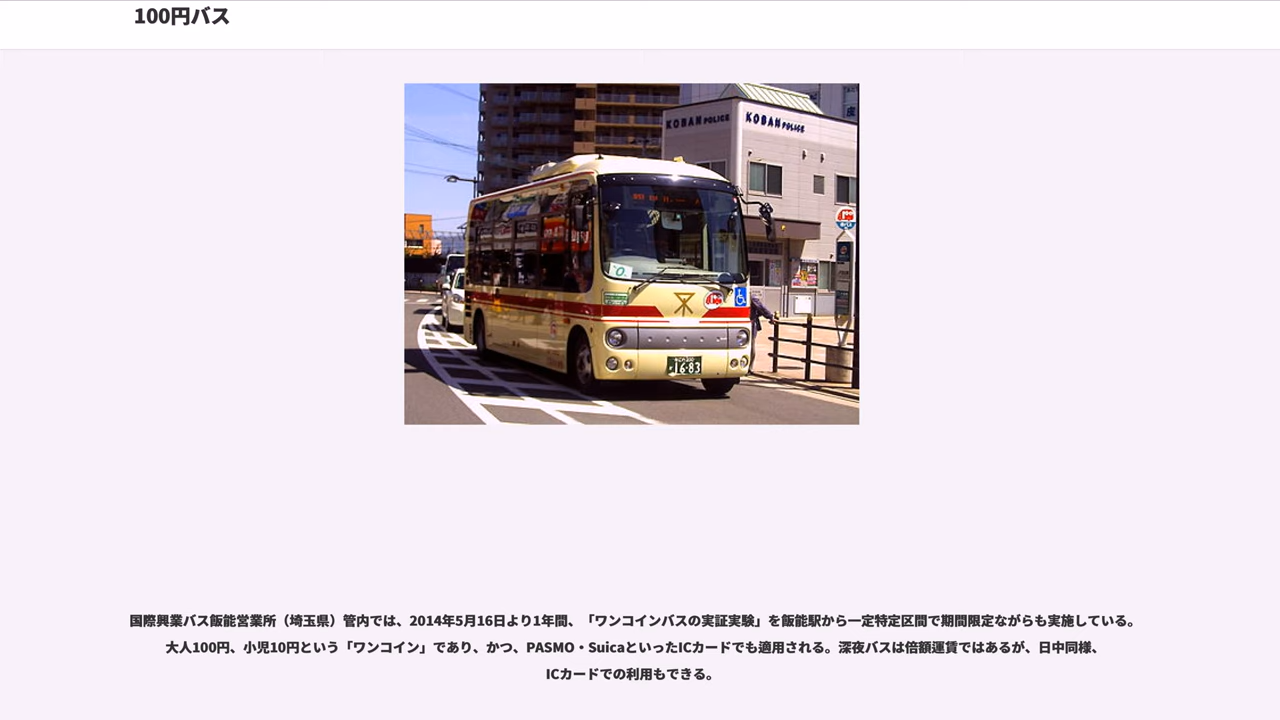 100円バス
KOBAN POLICE
KOBAN POLICE
16-83
国際興業バス飯能営業所（埼玉県）管内では、2014年5月16日より1年間、「ワンコインバスの実証実験」を飯能駅から一定特定区間で期間限定ながらも実施している。
大人100円、小児10円という「ワンコイン」であり、かつ、PASMO・SuicaといったICカードでも適用される。深夜バスは倍額運賃ではあるが、日中同様、
ICカードでの利用もできる。